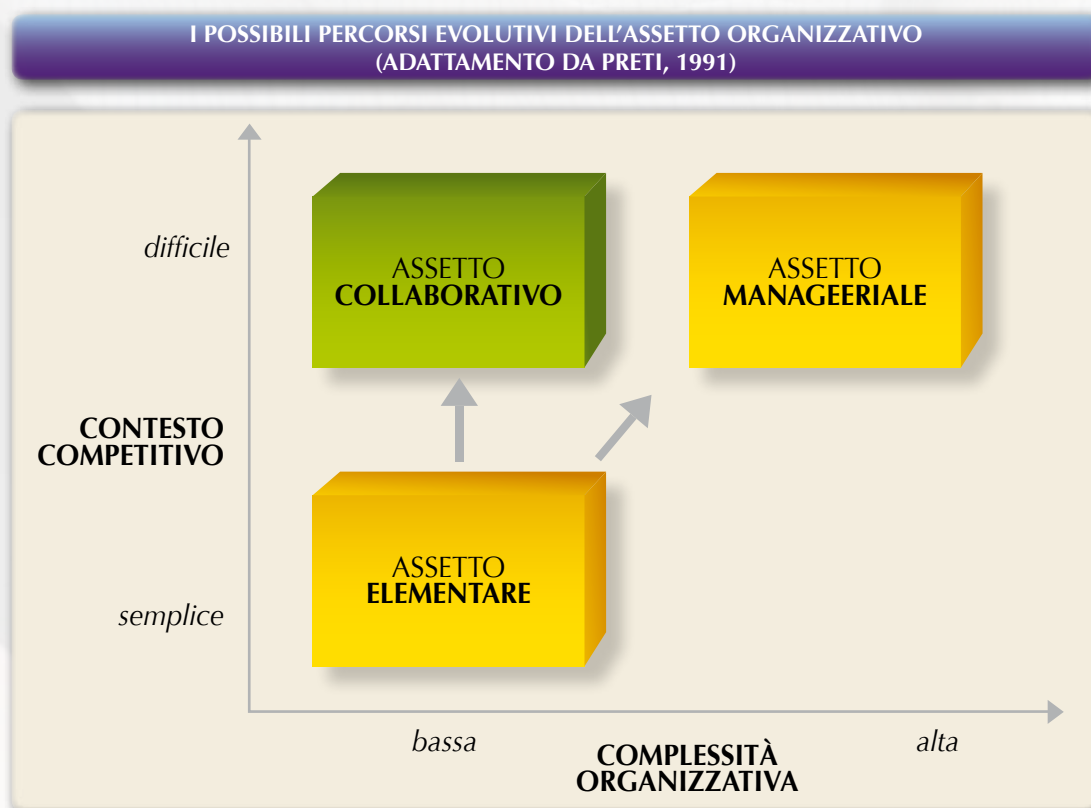 I POSSIBILI PERCORSI EVOLUTIVI DELL'ASSETTO ORGANIZZATIVO
(ADATTAMENTO DA PRETI, 1991)
difficile
ASSETTO
COLLABORATIVO
ASSETTO
MANAGEERIALE
CONTESTO
COMPETITIVO
ASSETTO
ELEMENTARE
semplice
bassa
COMPLESSITÀ
ORGANIZZATIVA
alta